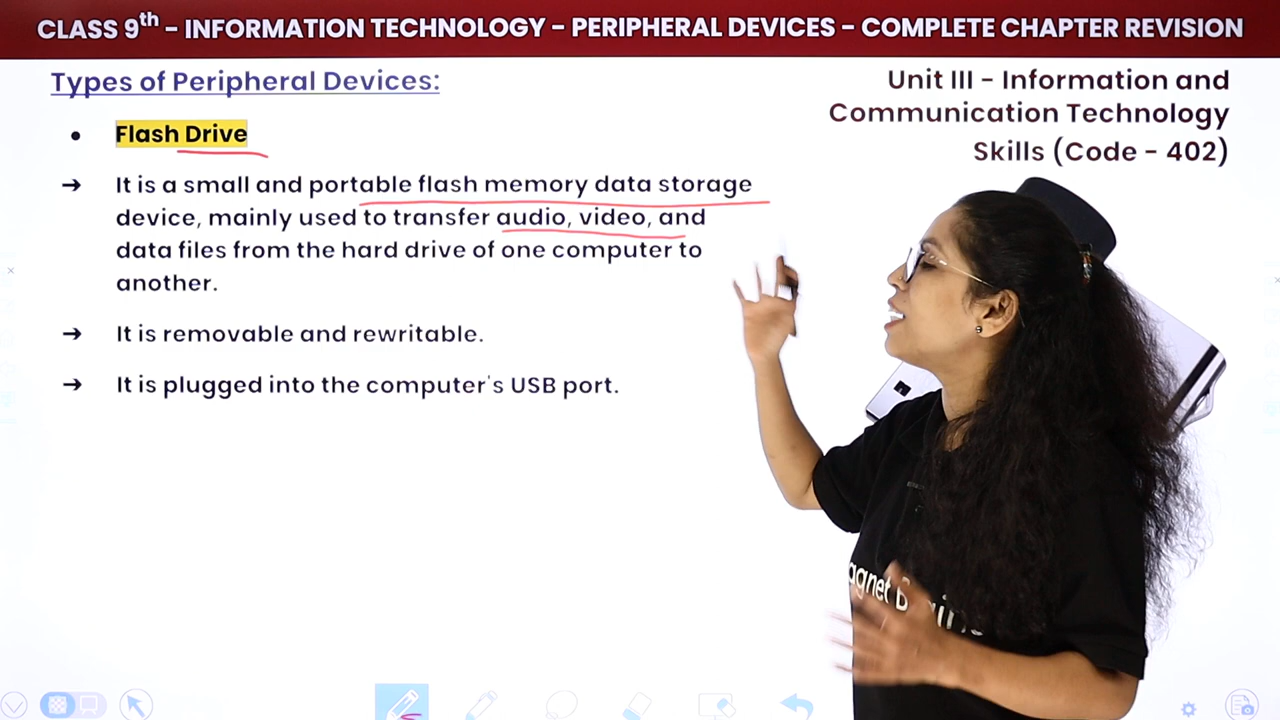 CLASS 9th – INFORMATION TECHNOLOGY – PERIPHERAL DEVICES – COMPLETE CHAPTER REVISION
Types of Peripheral Devices:
Unit III – Information and
Communication Technology
Skills (Code – 402)
• Flash Drive
→ It is a small and portable flash memory data storage
device, mainly used to transfer audio, video, and
data files from the hard drive of one computer to
another.
→ It is removable and rewritable.
→ It is plugged into the computer's USB port.